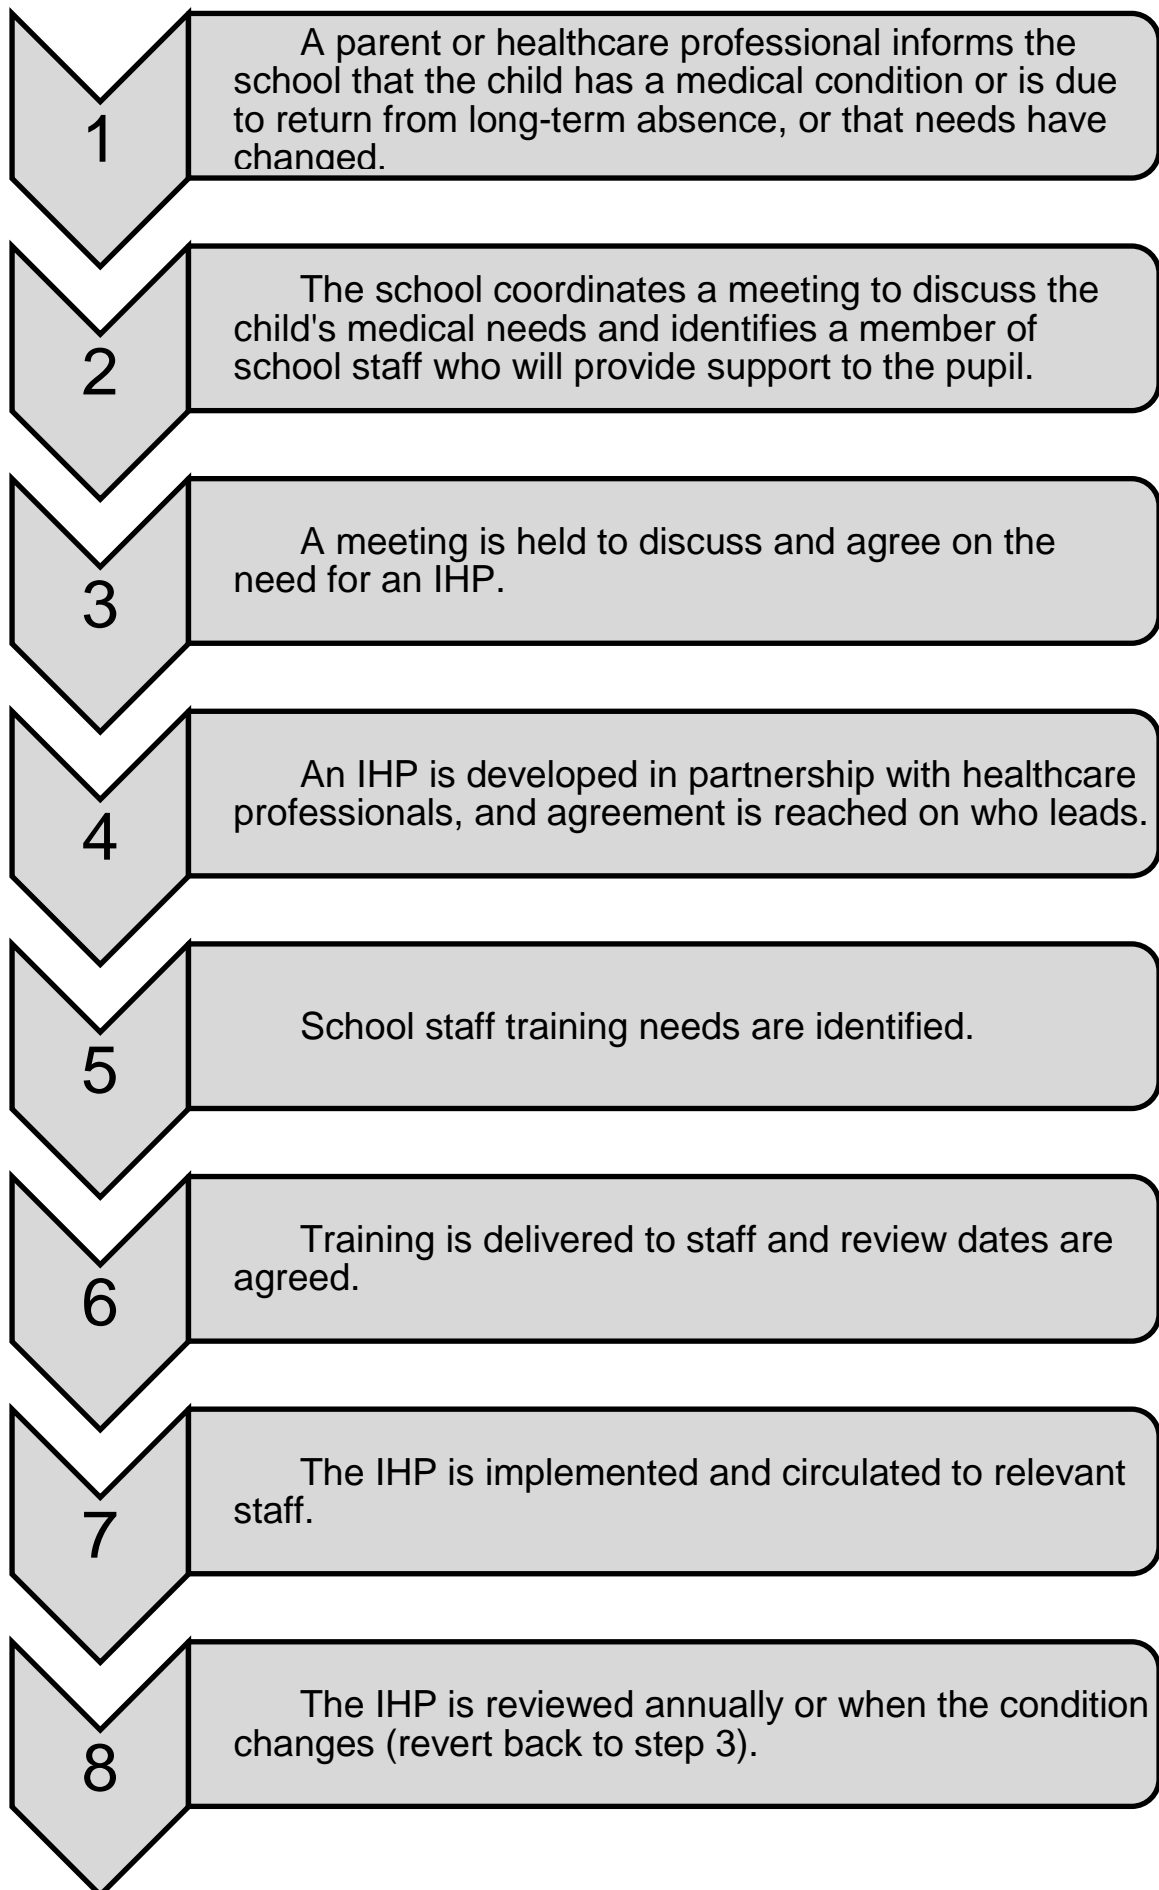 1
A parent or healthcare professional informs the
school that the child has a medical condition or is due
to return from long-term absence, or that needs have
changed.
2
The school coordinates a meeting to discuss the
child's medical needs and identifies a member of
school staff who will provide support to the pupil.
3
A meeting is held to discuss and agree on the
need for an IHP.
4
An IHP is developed in partnership with healthcare
professionals, and agreement is reached on who leads.
5
School staff training needs are identified.
6
Training is delivered to staff and review dates are
agreed.
7
The IHP is implemented and circulated to relevant
staff.
8
The IHP is reviewed annually or when the condition
changes (revert back to step 3).